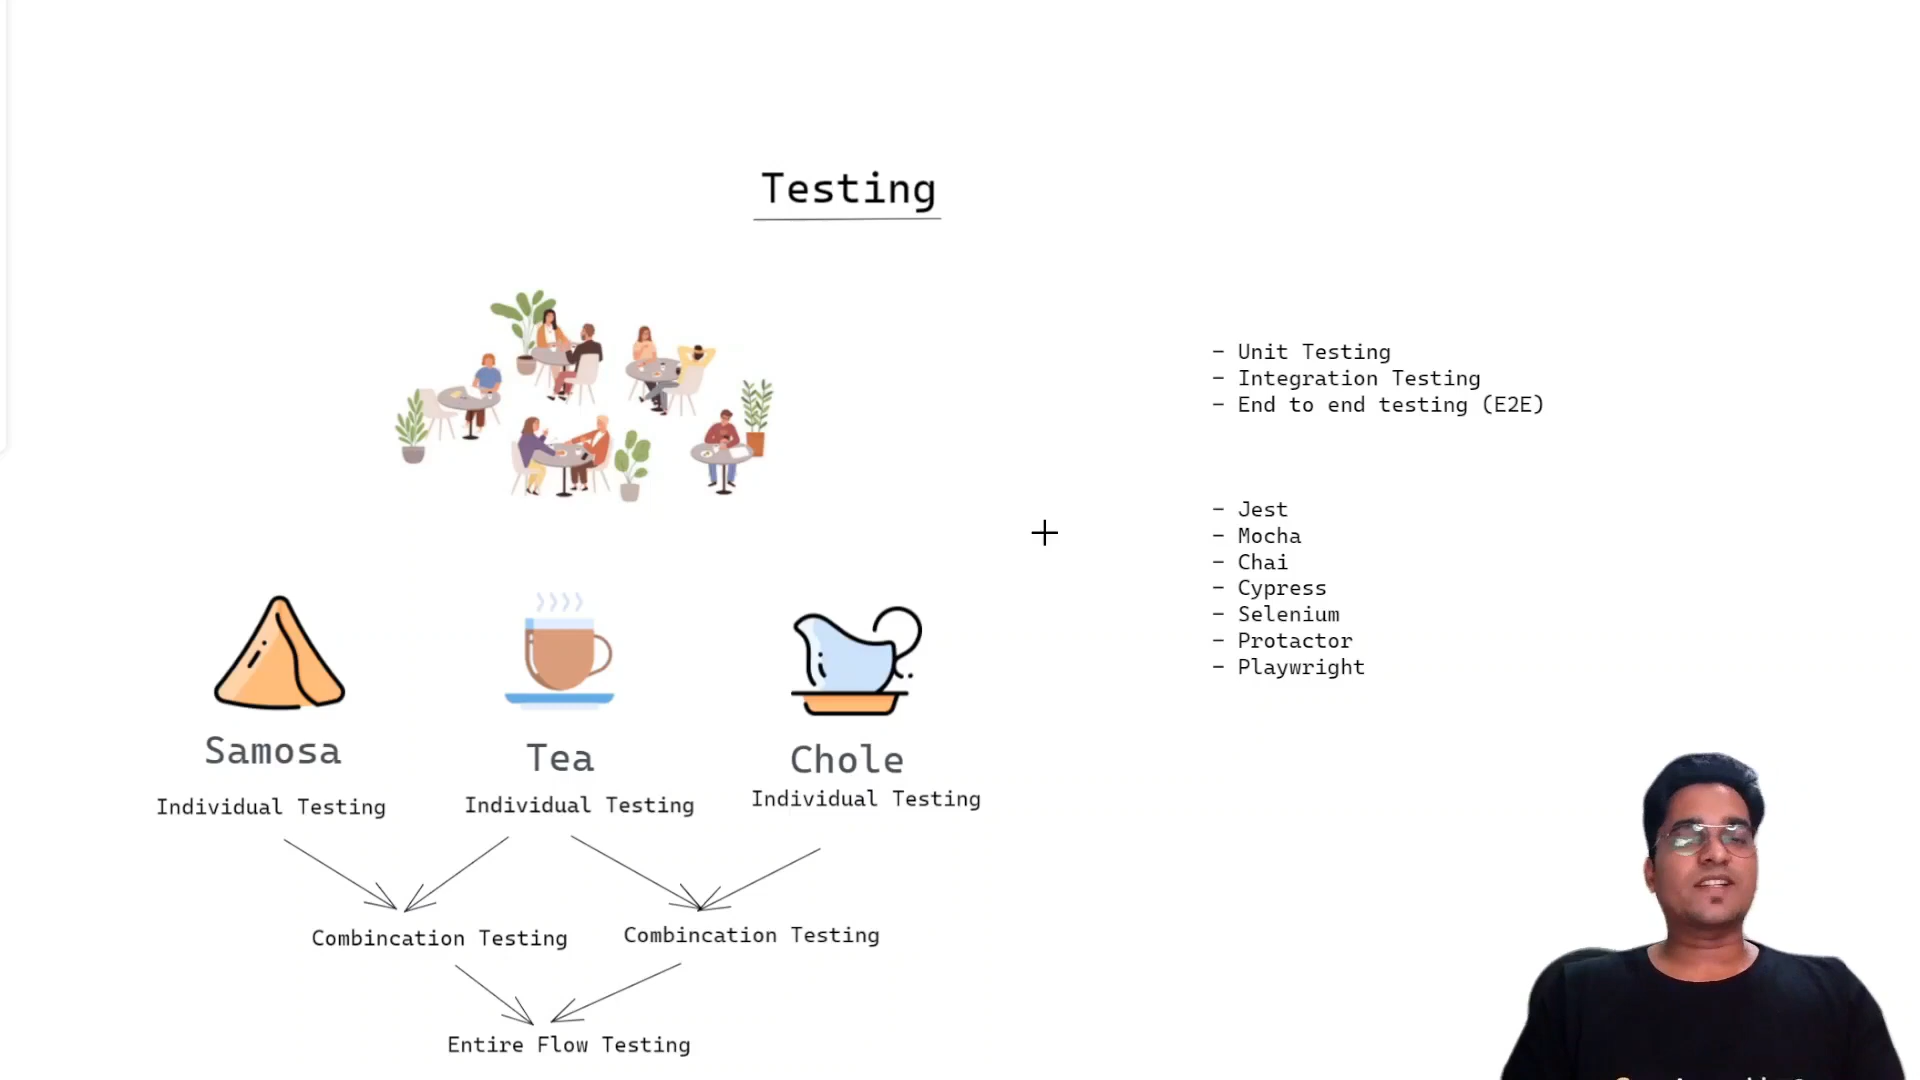 Testing
- Unit Testing
- Integration Testing
- End to end testing (E2E)
- Jest
- Mocha
- Chai
- Cypress
- Selenium
- Protactor
- Playwright
Samosa
Tea
Chole
Individual Testing
Individual Testing
Individual Testing
Combincation Testing
Combincation Testing
Entire Flow Testing